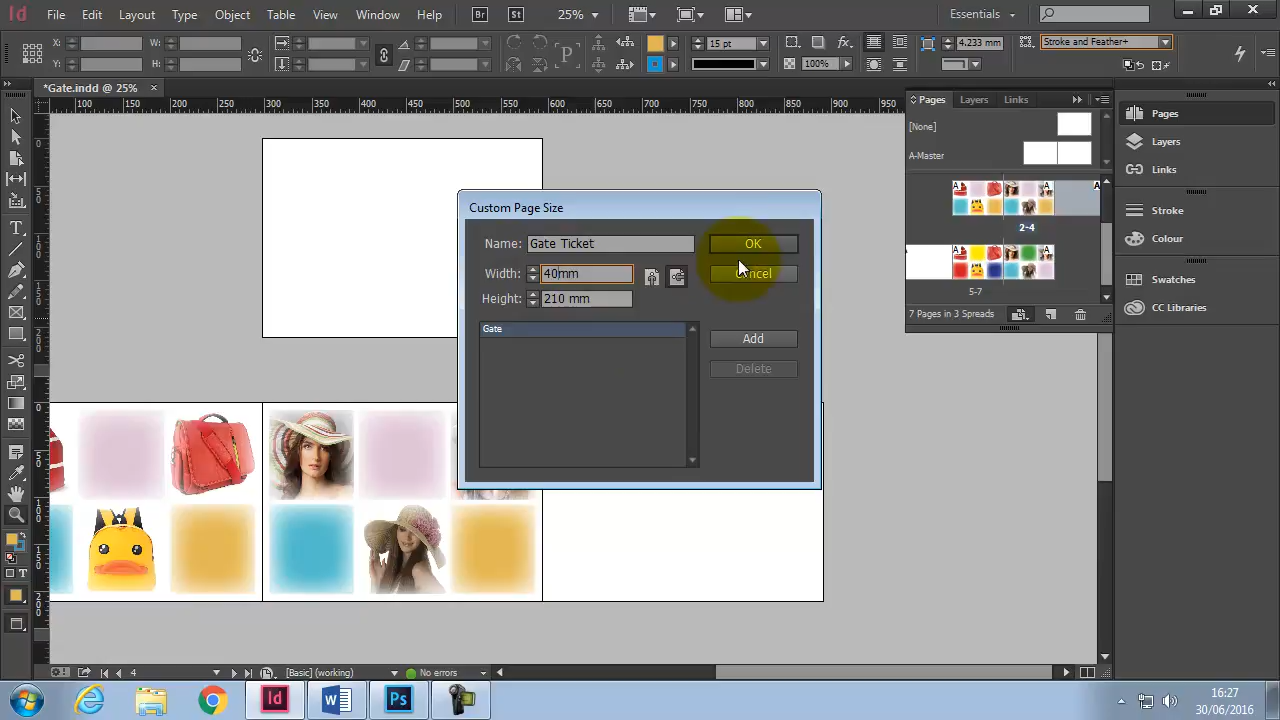 Id File Edit Layout Type Object Table View Window Help Br St 25% Essentials
X: W: 15 pt 4.233 mm Stroke and Feather+
Y: H: P fx. 100%
*Gate.indd @ 25% ×
100 150 200 250 300 350 400 450 500 550 600 650 700 750 800 850 900 950
Pages Layers Links
[None]
A-Master
2-4
5-7
7 Pages in 3 Spreads
Pages
Layers
Links
Stroke
Colour
Swatches
CC Libraries
Custom Page Size
Name: Gate Ticket OK
Width: 40mm Cancel
Height: 210 mm
Gate
Add
Delete
4 [Basic] (working) No errors
Id W Ps
16:27
30/06/2016